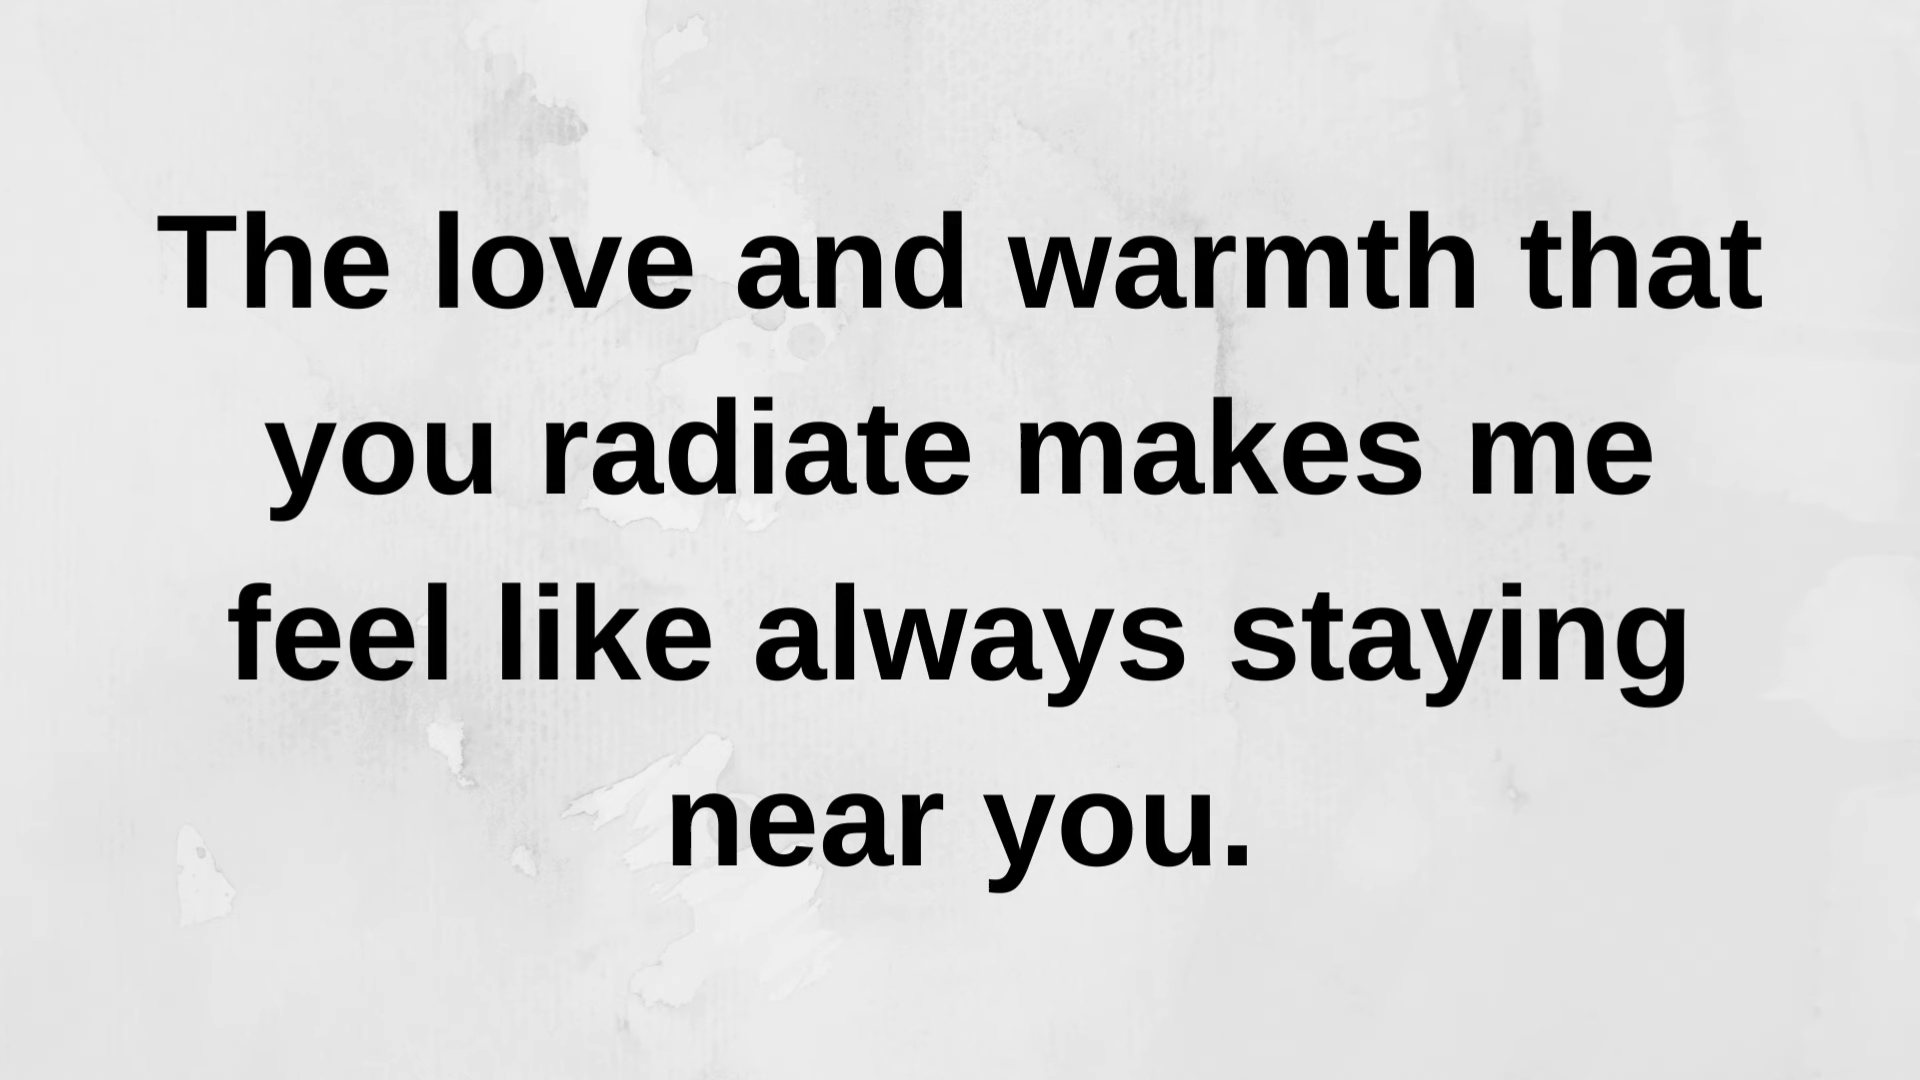 The love and warmth that
you radiate makes me
feel like always staying
near you.